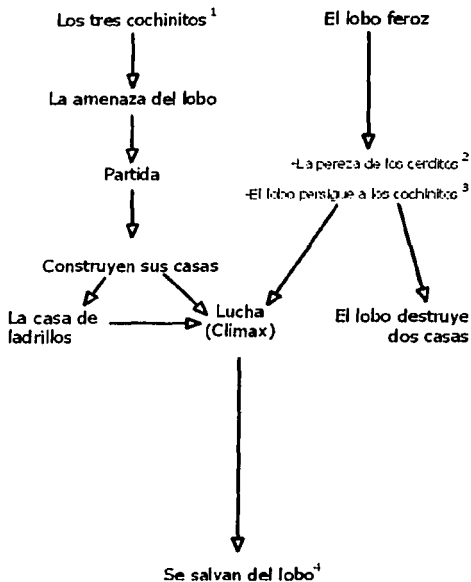 Los tres cochinitos 1
El lobo feroz
La amenaza del lobo
Partida
-La pereza de los cerditos 2
-El lobo persigue a los cochinitos 3
Construyen sus casas
La casa de
ladrillos
Lucha
(Climax)
El lobo destruye
dos casas
Se salvan del lobo 4